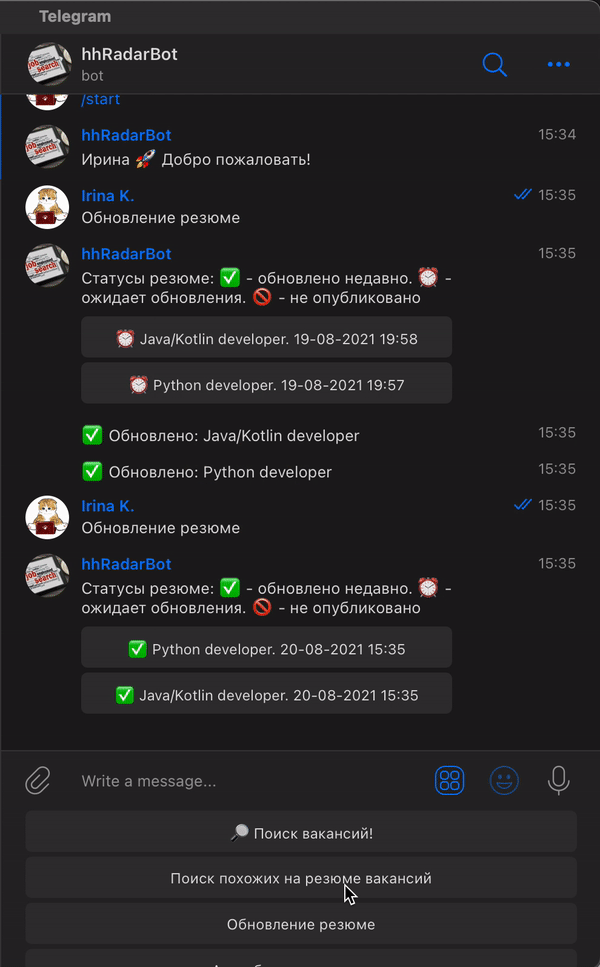 Telegram
hhRadarBot
bot
/start
hhRadarBot 15:34
Ирина 🚀 Добро пожаловать!
Irina K. 15:35
Обновление резюме
hhRadarBot 15:35
Статусы резюме: ✅ - обновлено недавно. ⏰ -
ожидает обновления. 🚫 - не опубликовано
⏰ Java/Kotlin developer. 19-08-2021 19:58
⏰ Python developer. 19-08-2021 19:57
✅ Обновлено: Java/Kotlin developer 15:35
✅ Обновлено: Python developer 15:35
Irina K. 15:35
Обновление резюме
hhRadarBot 15:35
Статусы резюме: ✅ - обновлено недавно. ⏰ -
ожидает обновления. 🚫 - не опубликовано
✅ Python developer. 20-08-2021 15:35
✅ Java/Kotlin developer. 20-08-2021 15:35
Write a message...
🔎 Поиск вакансий!
Поиск похожих на резюме вакансий
Обновление резюме